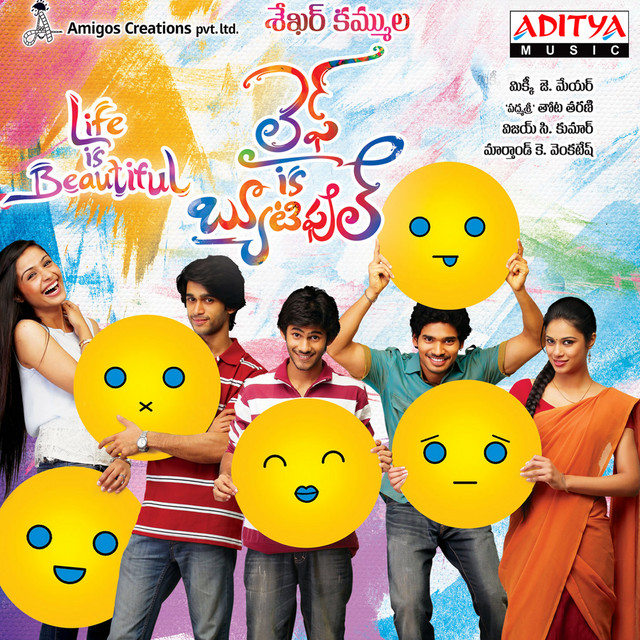 Amigos Creations pvt. ltd.
శేఖర్ కమ్ముల
ADITYA
MUSIC
మిక్కీ జె. మేయర్
'పద్మశ్రీ' తోట తరణి
విజయ్ సి. కుమార్
మార్తాండ్ కె. వెంకటేష్
Life
is
Beautiful
లైఫ్
is
బ్యూటిఫుల్